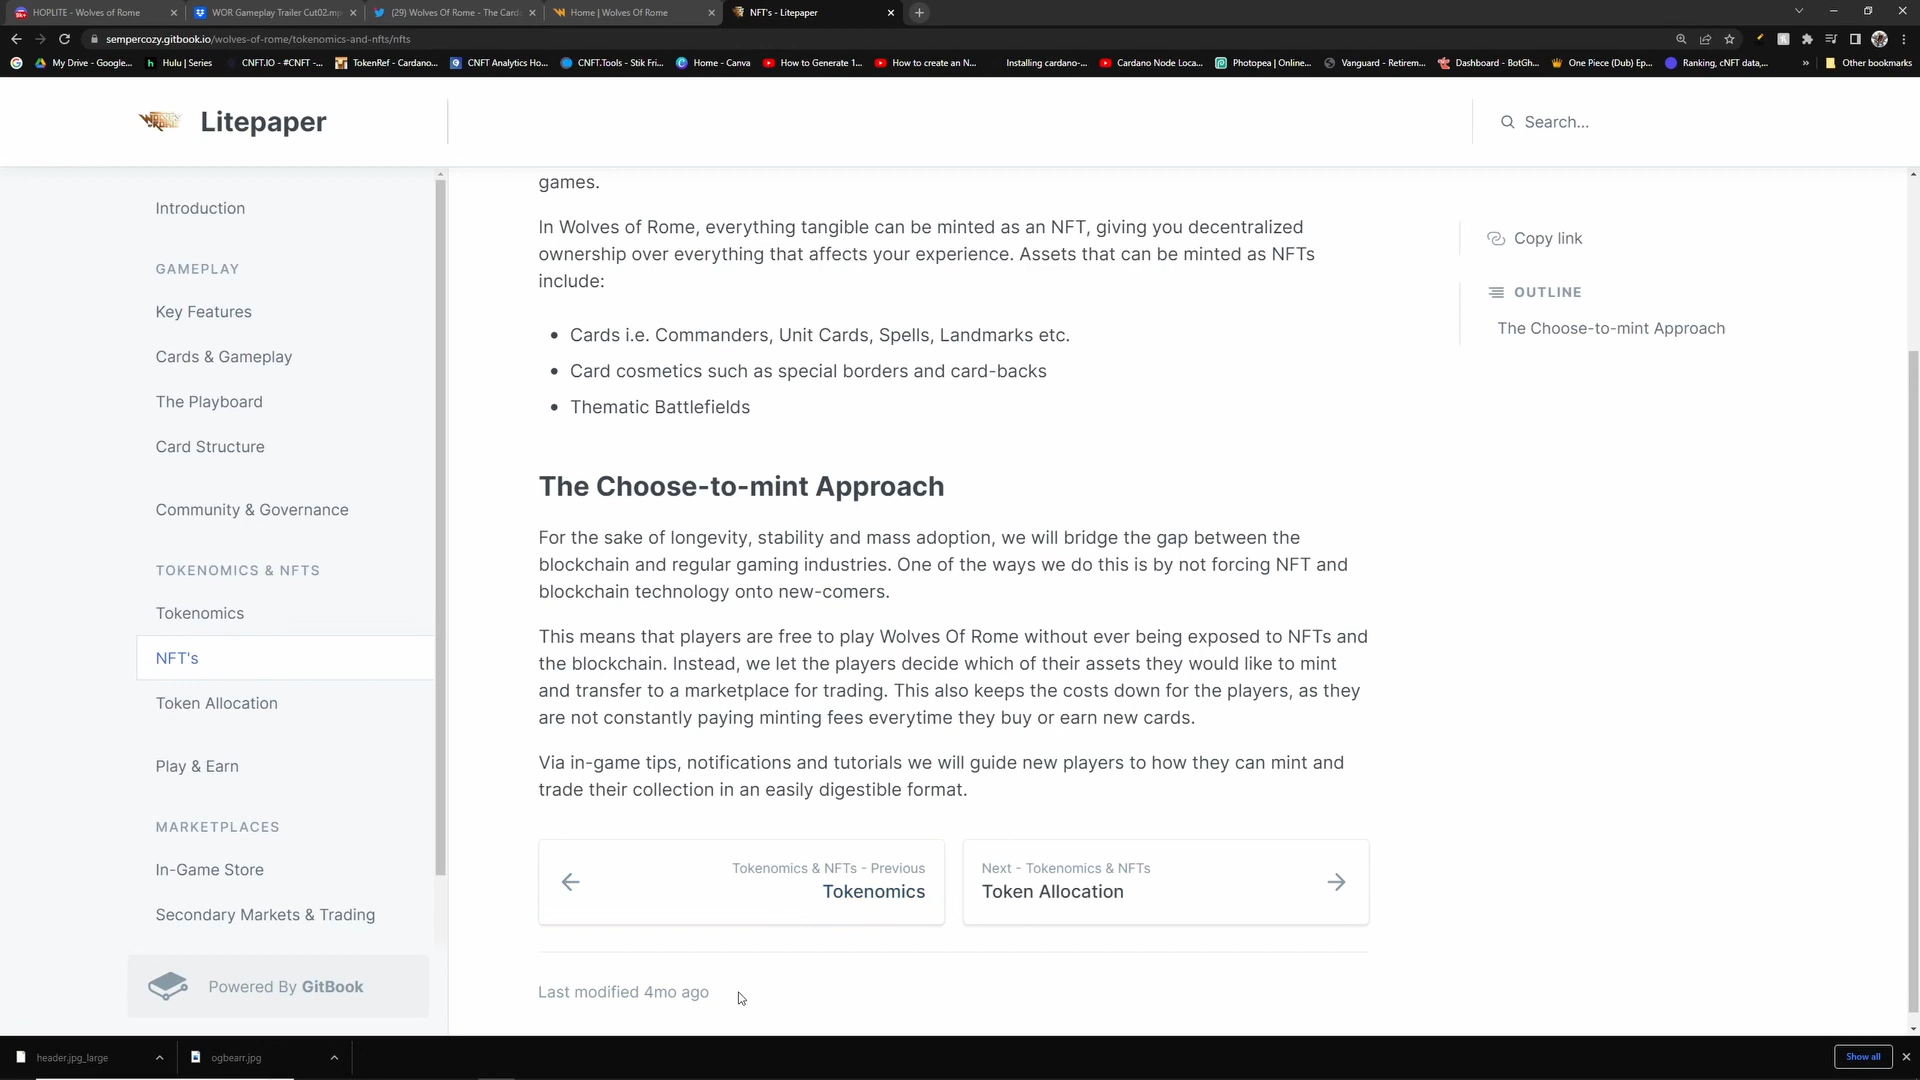 HOPLITE - Wolves of Rome
WOR Gameplay Trailer Cut02.mp
(29) Wolves Of Rome - The Card
Home | Wolves Of Rome
NFT's - Litepaper
sempercozy.gitbook.io/wolves-of-rome/tokenomics-and-nfts/nfts
My Drive - Google...
Hulu | Series
CNFT.IO - #CNFT -...
TokenRef - Cardano...
CNFT Analytics Ho...
CNFT.Tools - Stik Fri...
Home - Canva
How to Generate 1...
How to create an N...
Installing cardano-...
Cardano Node Loca...
Photopea | Online...
Vanguard - Retirem...
Dashboard - BotGh...
One Piece (Dub) Ep...
Ranking, cNFT data,...
»
Other bookmarks
Litepaper
Search...
Introduction
GAMEPLAY
Key Features
Cards & Gameplay
The Playboard
Card Structure
Community & Governance
TOKENOMICS & NFTS
Tokenomics
NFT's
Token Allocation
Play & Earn
MARKETPLACES
In-Game Store
Secondary Markets & Trading
Powered By GitBook
games.
In Wolves of Rome, everything tangible can be minted as an NFT, giving you decentralized
ownership over everything that affects your experience. Assets that can be minted as NFTs
include:
• Cards i.e. Commanders, Unit Cards, Spells, Landmarks etc.
• Card cosmetics such as special borders and card-backs
• Thematic Battlefields
The Choose-to-mint Approach
For the sake of longevity, stability and mass adoption, we will bridge the gap between the
blockchain and regular gaming industries. One of the ways we do this is by not forcing NFT and
blockchain technology onto new-comers.
This means that players are free to play Wolves Of Rome without ever being exposed to NFTs and
the blockchain. Instead, we let the players decide which of their assets they would like to mint
and transfer to a marketplace for trading. This also keeps the costs down for the players, as they
are not constantly paying minting fees everytime they buy or earn new cards.
Via in-game tips, notifications and tutorials we will guide new players to how they can mint and
trade their collection in an easily digestible format.
Tokenomics & NFTs - Previous
Tokenomics
Next - Tokenomics & NFTs
Token Allocation
Last modified 4mo ago
Copy link
OUTLINE
The Choose-to-mint Approach
header.jpg_large
ogbearr.jpg
Show all